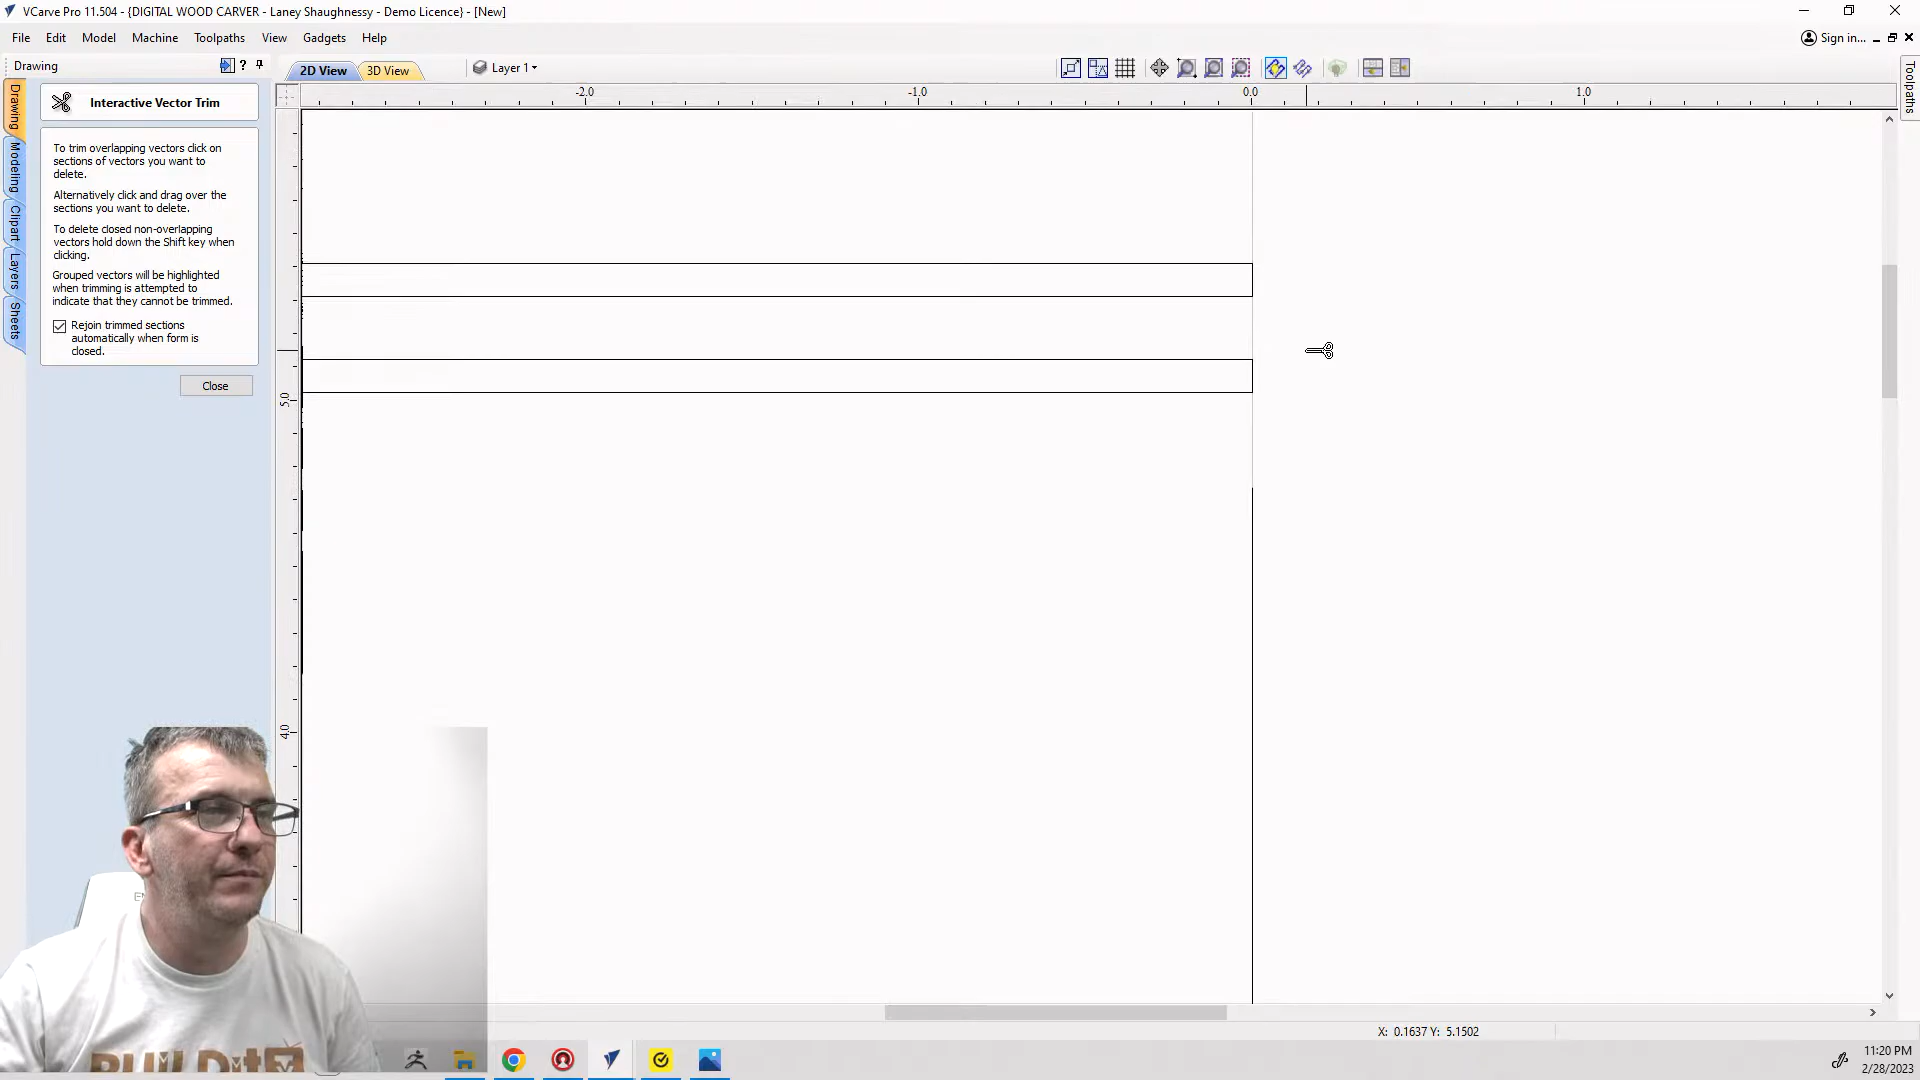 VCarve Pro 11.504 - {DIGITAL WOOD CARVER - Laney Shaughnessy - Demo Licence} - [New]
File Edit Model Machine Toolpaths View Gadgets Help
Sign in...
Drawing
?
2D View
3D View
Layer 1
Toolpaths
Drawing
Modeling
Clipart
Layers
Sheets
Interactive Vector Trim
To trim overlapping vectors click on
sections of vectors you want to
delete.
Alternatively click and drag over the
sections you want to delete.
To delete closed non-overlapping
vectors hold down the Shift key when
clicking.
Grouped vectors will be highlighted
when trimming is attempted to
indicate that they cannot be trimmed.
Rejoin trimmed sections
automatically when form is
closed.
Close
-2.0 -1.0 0.0 1.0
5.0
4.0
X: 0.1637 Y: 5.1502
11:20 PM
2/28/2023